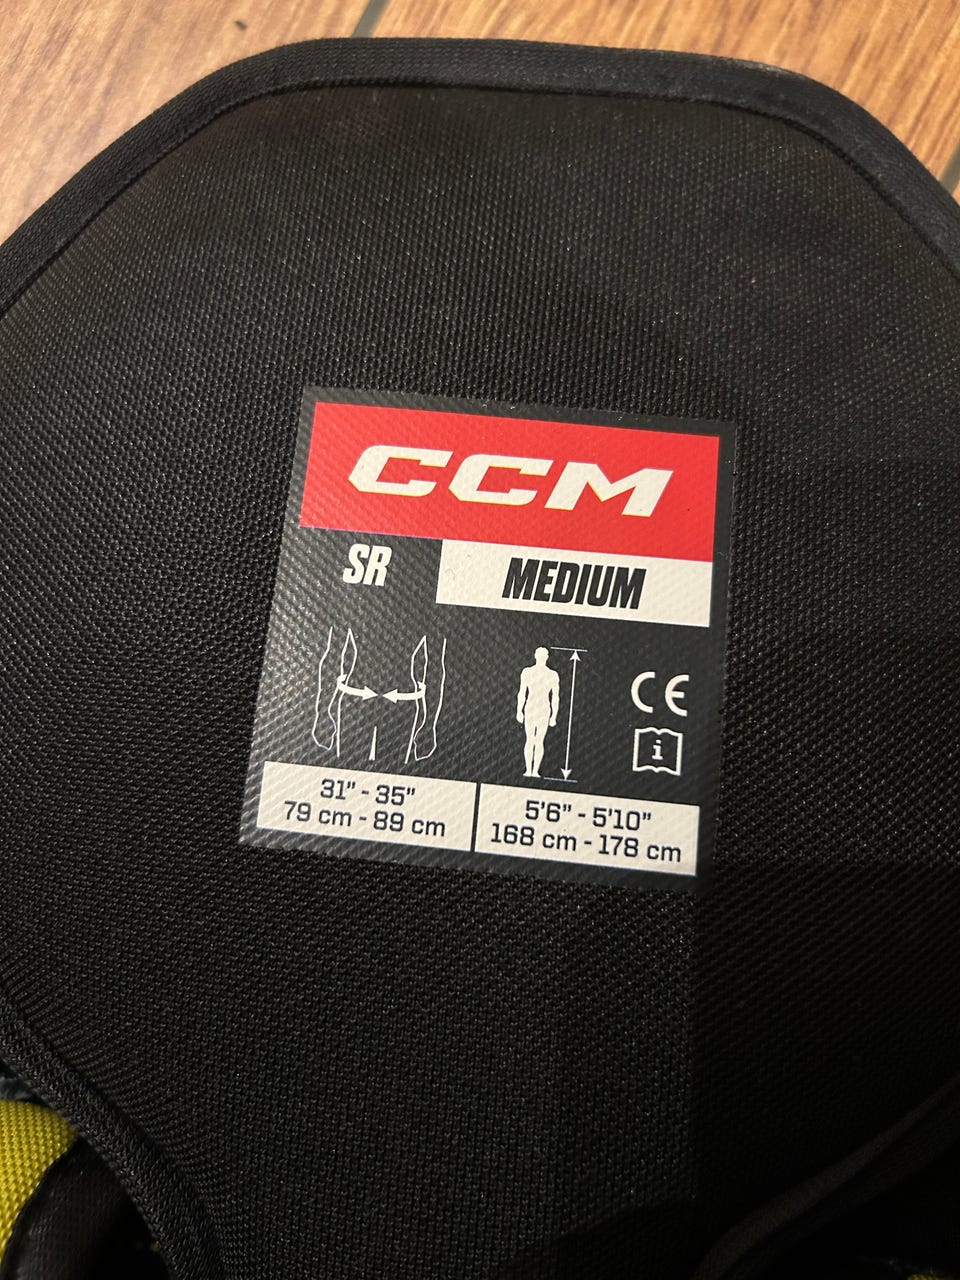 CCM
SR MEDIUM
CE
i
31" - 35"
79 cm - 89 cm
5'6" - 5'10"
168 cm - 178 cm